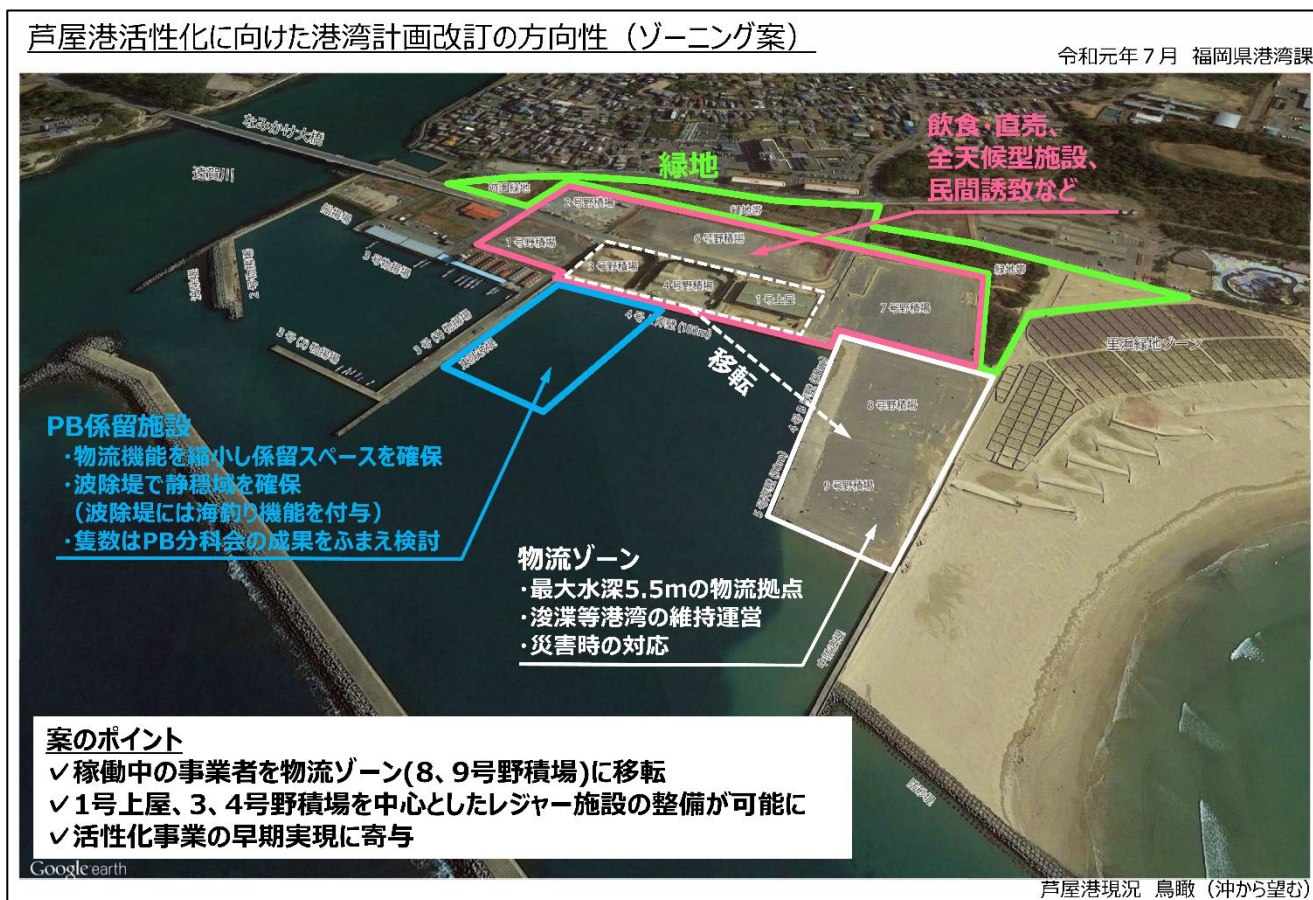 芦屋港活性化に向けた港湾計画改訂の方向性（ゾーニング案）
令和元年７月 福岡県港湾課
なみかけ大橋
遠賀川
飲食・直売、
全天候型施設、
民間誘致など
緑地
緑地帯
2号野積場
1号野積場
6号野積場
3号野積場
4号野積場
1号上屋
7号野積場
緑地帯
船揚場
3号物揚場
里浜緑地ゾーン
移転
8号野積場
9号野積場
PB係留施設
・物流機能を縮小し係留スペースを確保
・波除堤で静穏域を確保
（波除堤には海釣り機能を付与）
・隻数はPB分科会の成果をふまえ検討
物流ゾーン
・最大水深5.5mの物流拠点
・浚渫等港湾の維持運営
・災害時の対応
案のポイント
✓稼働中の事業者を物流ゾーン(8、9号野積場)に移転
✓1号上屋、3、4号野積場を中心としたレジャー施設の整備が可能に
✓活性化事業の早期実現に寄与
Google earth
芦屋港現況 鳥瞰（沖から望む）